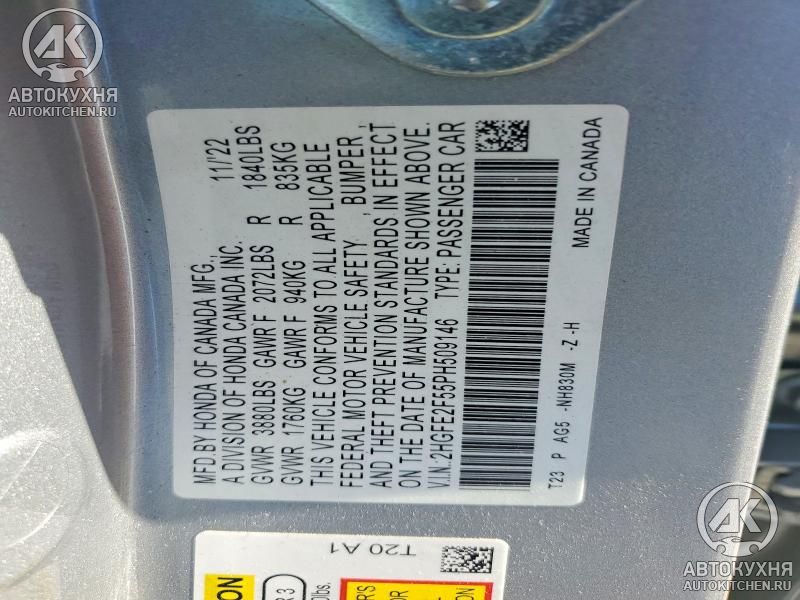 АВТОКУХНЯ
AUTOKITCHEN.RU
MFD.BY HONDA OF CANADA MFG., 11/'22
A DIVISION OF HONDA CANADA INC.
GVWR 3880LBS GAWR F 2072LBS R 1840LBS
GVWR 1760KG GAWR F 940KG R 835KG
THIS VEHICLE CONFORMS TO ALL APPLICABLE
FEDERAL MOTOR VEHICLE SAFETY , BUMPER ,
AND THEFT PREVENTION STANDARDS IN EFFECT
ON THE DATE OF MANUFACTURE SHOWN ABOVE.
V.I.N.:2HGFE2F55PH509146 TYPE: PASSENGER CAR
T23 P AG5 -NH830M -Z -H
MADE IN CANADA
T20 A1
АВТОКУХНЯ
AUTOKITCHEN.RU